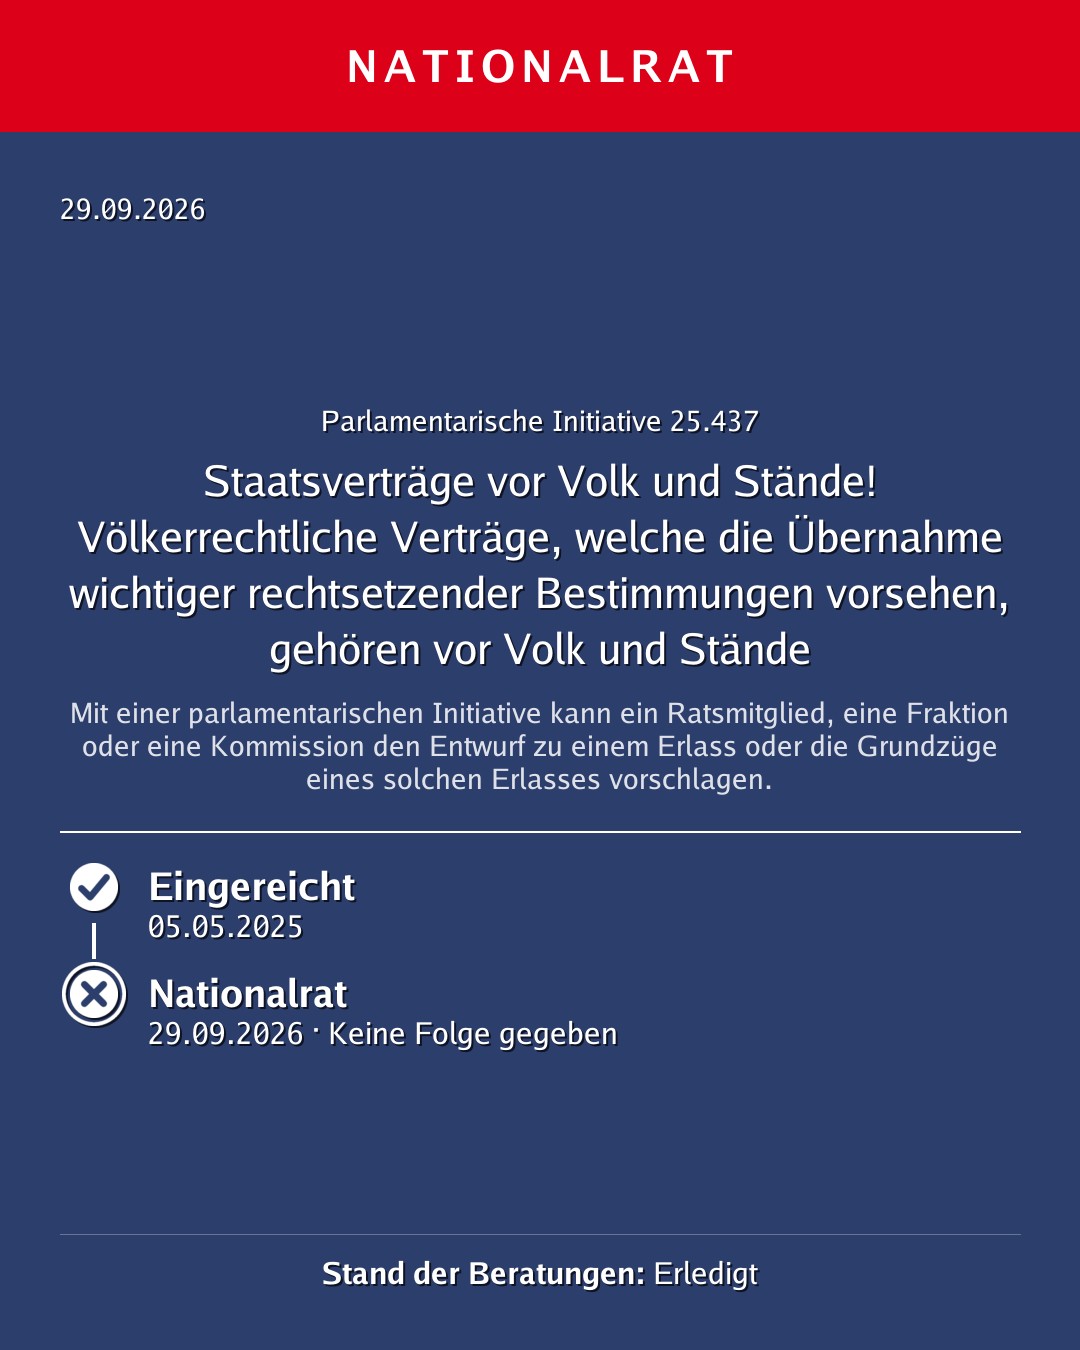 NATIONALRAT
29.09.2026
Parlamentarische Initiative 25.437
Staatsverträge vor Volk und Stände!
Völkerrechtliche Verträge, welche die Übernahme
wichtiger rechtsetzender Bestimmungen vorsehen,
gehören vor Volk und Stände
Mit einer parlamentarischen Initiative kann ein Ratsmitglied, eine Fraktion
oder eine Kommission den Entwurf zu einem Erlass oder die Grundzüge
eines solchen Erlasses vorschlagen.
Eingereicht
05.05.2025
Nationalrat
29.09.2026 · Keine Folge gegeben
Stand der Beratungen: Erledigt